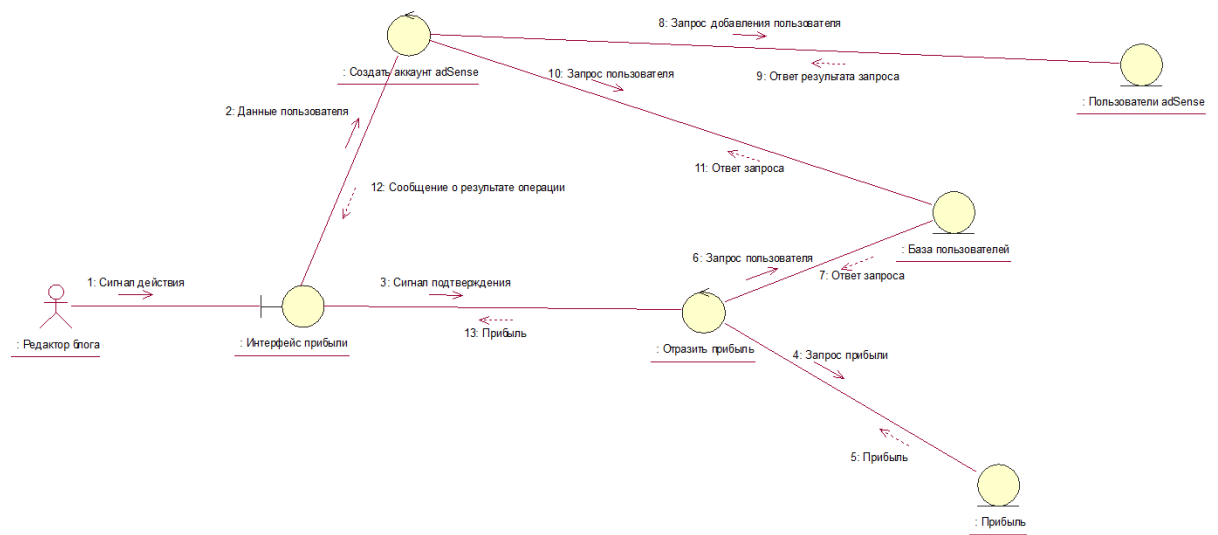 8: Запрос добавления пользователя
: Создать аккаунт adSense
10: Запрос пользователя
9: Ответ результата запроса
: Пользователи adSense
2: Данные пользователя
11: Ответ запроса
12: Сообщение о результате операции
: База пользователей
6: Запрос пользователя
7: Ответ запроса
1: Сигнал действия
3: Сигнал подтверждения
13: Прибыль
: Редактор блога
: Интерфейс прибыли
: Отразить прибыль
4: Запрос прибыли
5: Прибыль
: Прибыль